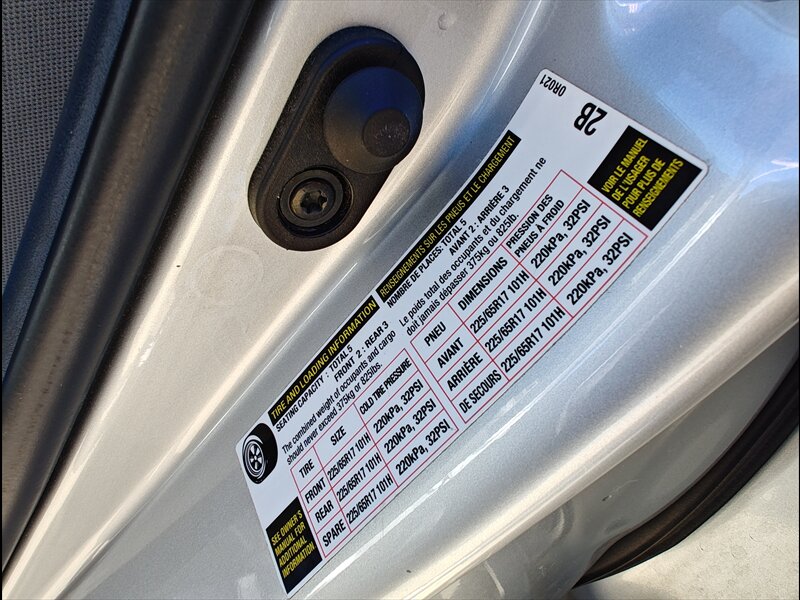 TIRE AND LOADING INFORMATION
SEATING CAPACITY : TOTAL 5
FRONT 2 : REAR 3
The combined weight of occupants and cargo
should never exceed 375kg or 825lbs.
TIRE SIZE COLD TIRE PRESSURE
FRONT 225/65R17 101H 220kPa, 32PSI
REAR 225/65R17 101H 220kPa, 32PSI
SPARE 225/65R17 101H 220kPa, 32PSI
SEE OWNER'S
MANUAL FOR
ADDITIONAL
INFORMATION.
RENSEIGNEMENTS SUR LES PNEUS ET LE CHARGEMENT
NOMBRE DE PLACES: TOTAL 5
AVANT 2 : ARRIÈRE 3
Le poids total des occupants et du chargement ne
doit jamais dépasser 375kg ou 825lb.
PNEU DIMENSIONS PRESSION DES
PNEUS À FROID
AVANT 225/65R17 101H 220kPa, 32PSI
ARRIÈRE 225/65R17 101H 220kPa, 32PSI
DE SECOURS 225/65R17 101H 220kPa, 32PSI
VOIR LE MANUEL
DE L'USAGER
POUR PLUS DE
RENSEIGNEMENTS
2B
0R021